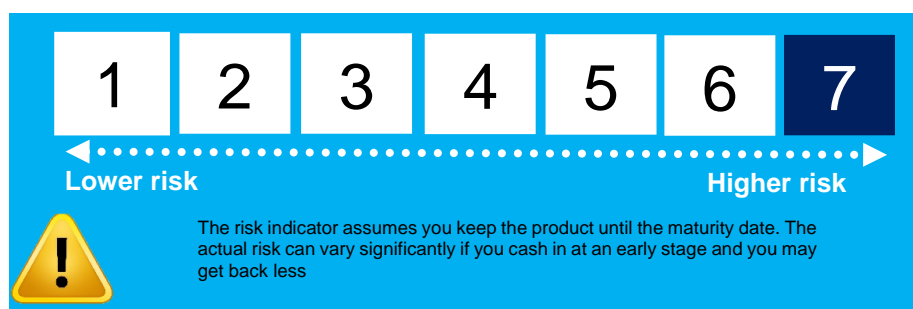 1 2 3 4 5 6 7
Lower risk Higher risk
!
The risk indicator assumes you keep the product until the maturity date. The
actual risk can vary significantly if you cash in at an early stage and you may
get back less